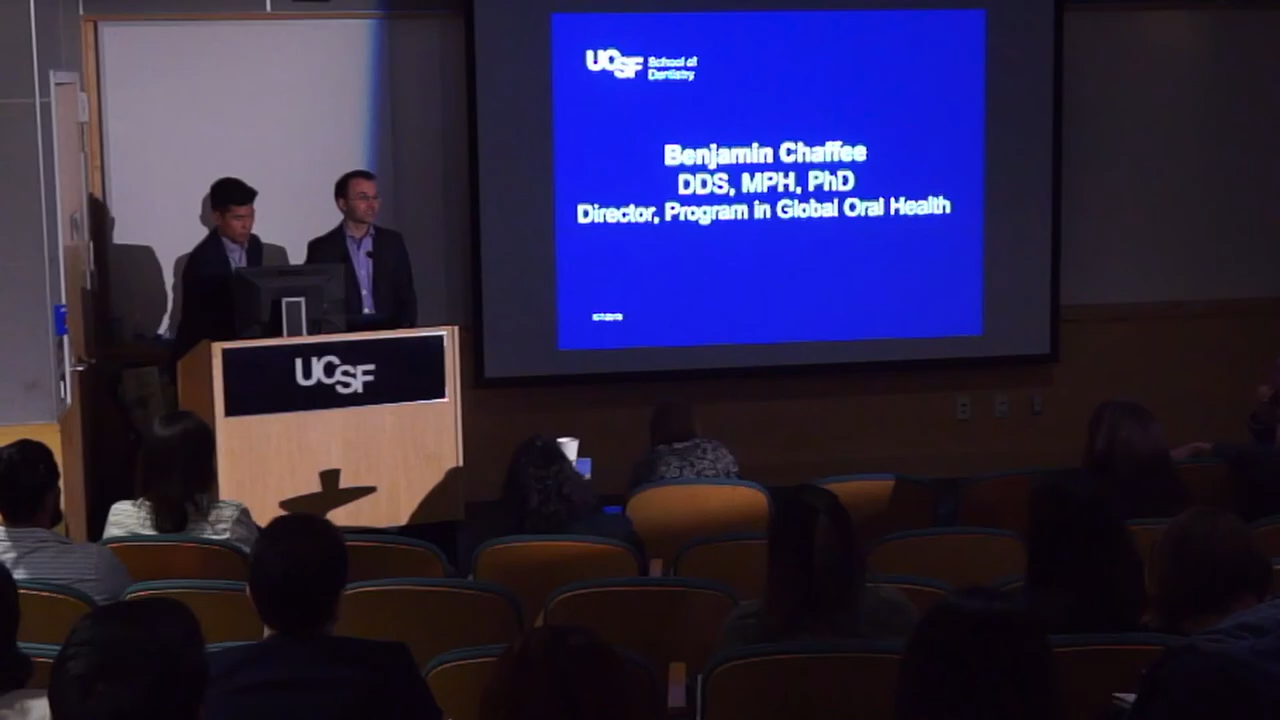 UCSF School of
Dentistry
Benjamin Chaffee
DDS, MPH, PhD
Director, Program in Global Oral Health
UCSF